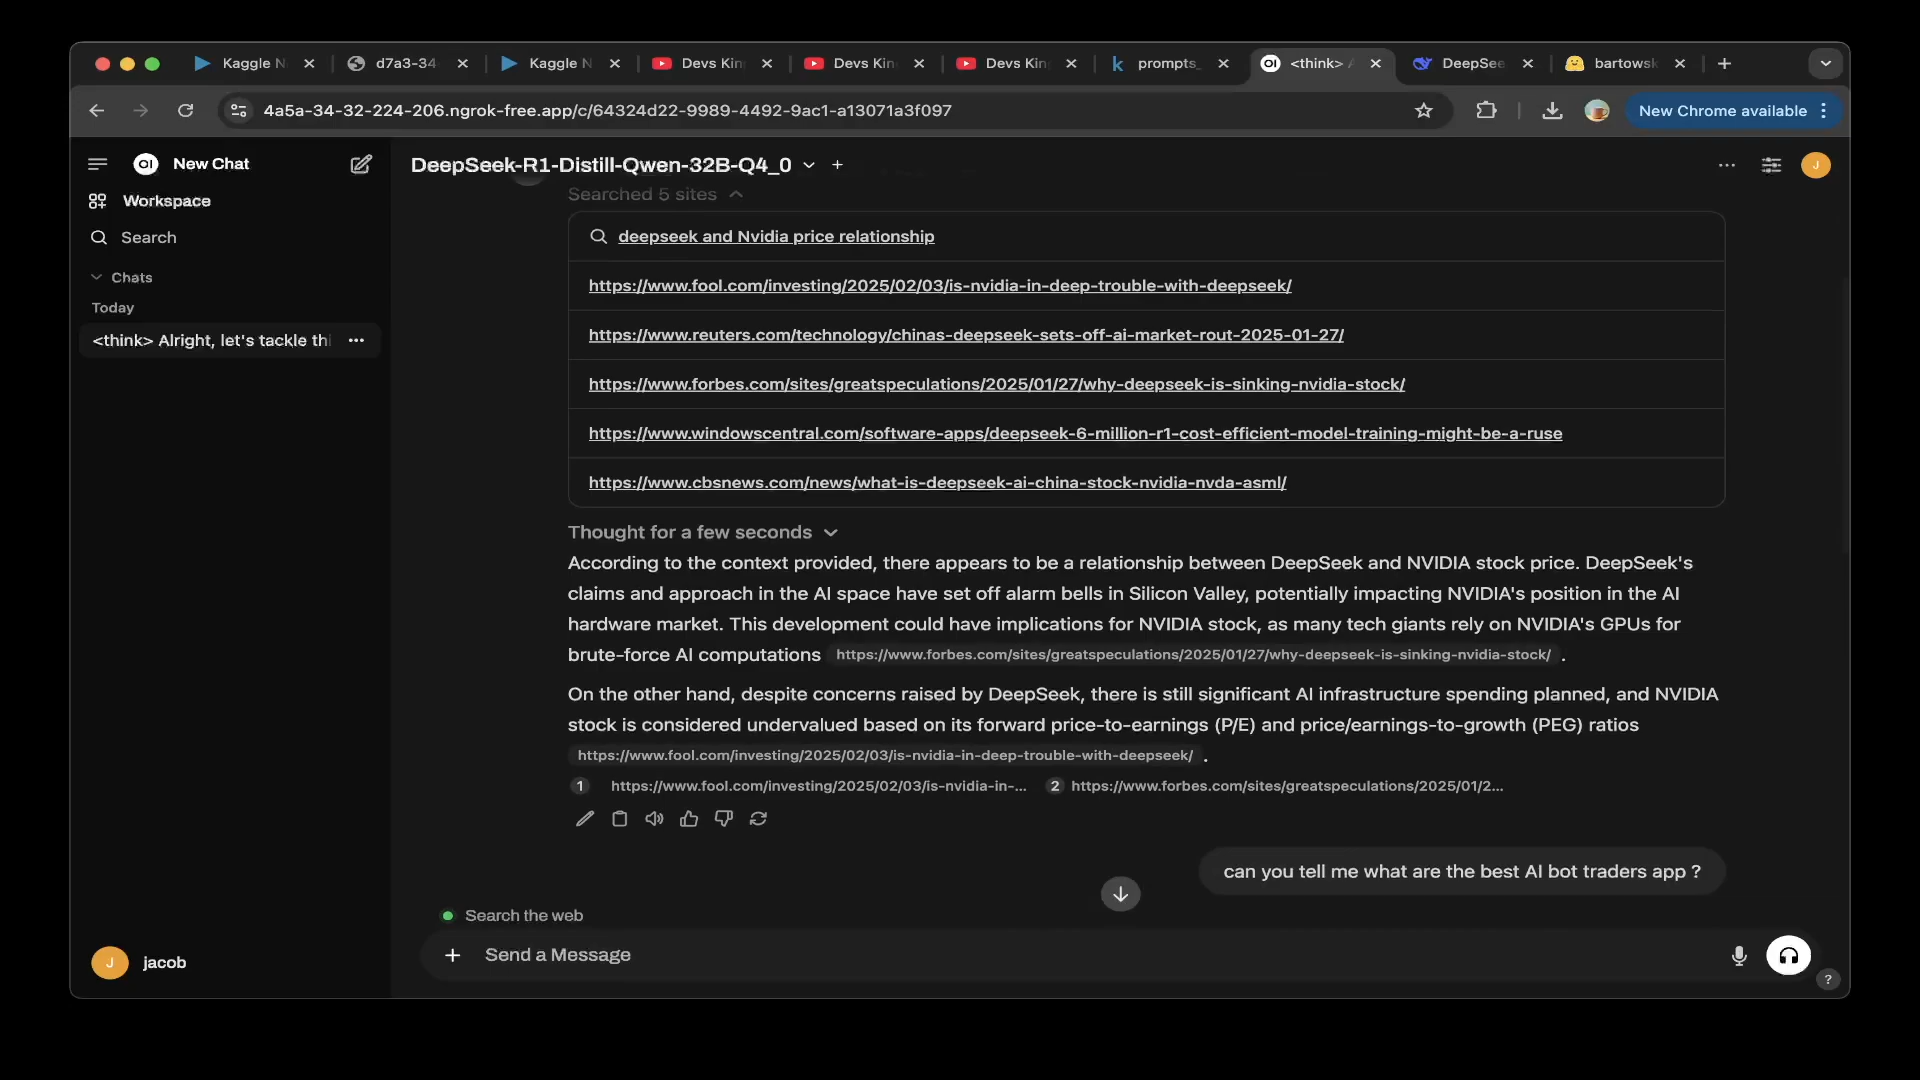 Kaggle N
d7a3-34
Kaggle N
Devs Kin
Devs Kin
Devs Kin
prompts_
<think> A
DeepSee
bartowsk
4a5a-34-32-224-206.ngrok-free.app/c/64324d22-9989-4492-9ac1-a13071a3f097
New Chrome available
OI New Chat
Workspace
Search
Chats
Today
<think> Alright, let's tackle thi
jacob
J
DeepSeek-R1-Distill-Qwen-32B-Q4_0
J
Searched 5 sites
deepseek and Nvidia price relationship
https://www.fool.com/investing/2025/02/03/is-nvidia-in-deep-trouble-with-deepseek/
https://www.reuters.com/technology/chinas-deepseek-sets-off-ai-market-rout-2025-01-27/
https://www.forbes.com/sites/greatspeculations/2025/01/27/why-deepseek-is-sinking-nvidia-stock/
https://www.windowscentral.com/software-apps/deepseek-6-million-r1-cost-efficient-model-training-might-be-a-ruse
https://www.cbsnews.com/news/what-is-deepseek-ai-china-stock-nvidia-nvda-asml/
Thought for a few seconds
According to the context provided, there appears to be a relationship between DeepSeek and NVIDIA stock price. DeepSeek's
claims and approach in the AI space have set off alarm bells in Silicon Valley, potentially impacting NVIDIA's position in the AI
hardware market. This development could have implications for NVIDIA stock, as many tech giants rely on NVIDIA's GPUs for
brute-force AI computations https://www.forbes.com/sites/greatspeculations/2025/01/27/why-deepseek-is-sinking-nvidia-stock/ .
On the other hand, despite concerns raised by DeepSeek, there is still significant AI infrastructure spending planned, and NVIDIA
stock is considered undervalued based on its forward price-to-earnings (P/E) and price/earnings-to-growth (PEG) ratios
https://www.fool.com/investing/2025/02/03/is-nvidia-in-deep-trouble-with-deepseek/ .
1 https://www.fool.com/investing/2025/02/03/is-nvidia-in-... 2 https://www.forbes.com/sites/greatspeculations/2025/01/2...
can you tell me what are the best AI bot traders app ?
Search the web
Send a Message
?